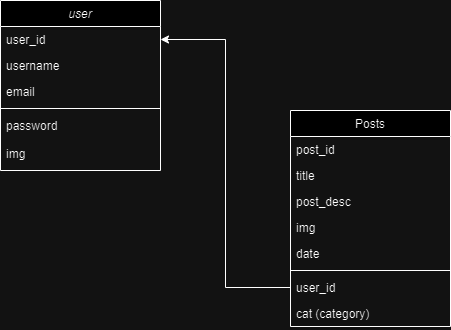 user
user_id
username
email
password
img
Posts
post_id
title
post_desc
img
date
user_id
cat (category)